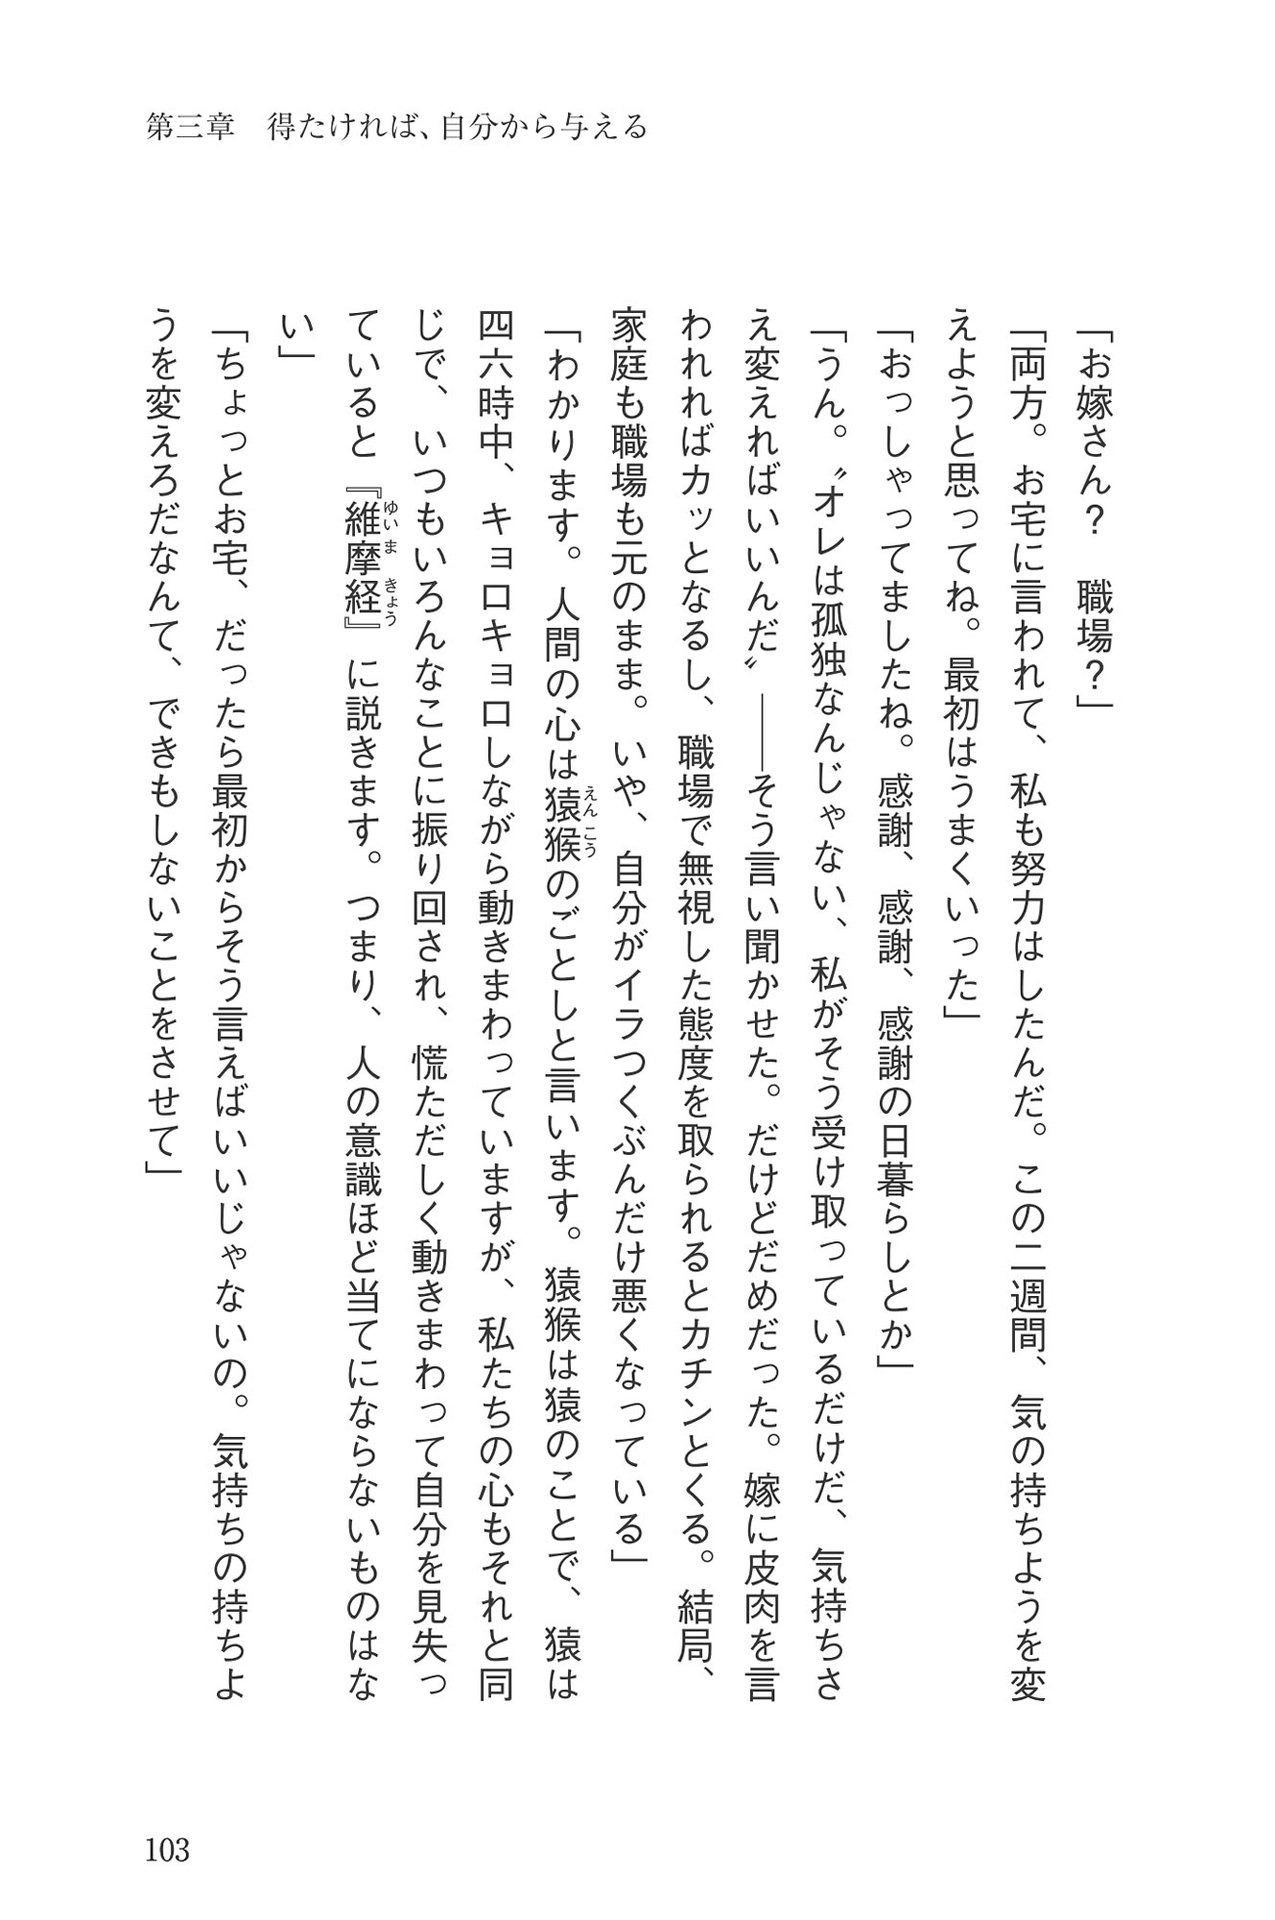 第三章　得たければ、自分から与える
「お嫁さん？　職場？」
「両方。お宅に言われて、私も努力はしたんだ。この二週間、気の持ちようを変
えようと思ってね。最初はうまくいった」
「おっしゃってましたね。感謝、感謝、感謝の日暮らしとか」
「うん。〝オレは孤独なんじゃない、私がそう受け取っているだけだ、気持ちさ
え変えればいいんだ〟――そう言い聞かせた。だけどだめだった。嫁に皮肉を言
われればカッとなるし、職場で無視した態度を取られるとカチンとくる。結局、
家庭も職場も元のまま。いや、自分がイラつくぶんだけ悪くなっている」
「わかります。人間の心は猿猴のごとしと言います。猿猴は猿のことで、猿は
えんこう
四六時中、キョロキョロしながら動きまわっていますが、私たちの心もそれと同
じで、いつもいろんなことに振り回され、慌ただしく動きまわって自分を見失っ
ていると『維摩経』に説きます。つまり、人の意識ほど当てにならないものはな
ゆいまきょう
い」
「ちょっとお宅、だったら最初からそう言えばいいじゃないの。気持ちの持ちよ
うを変えろだなんて、できもしないことをさせて」
103